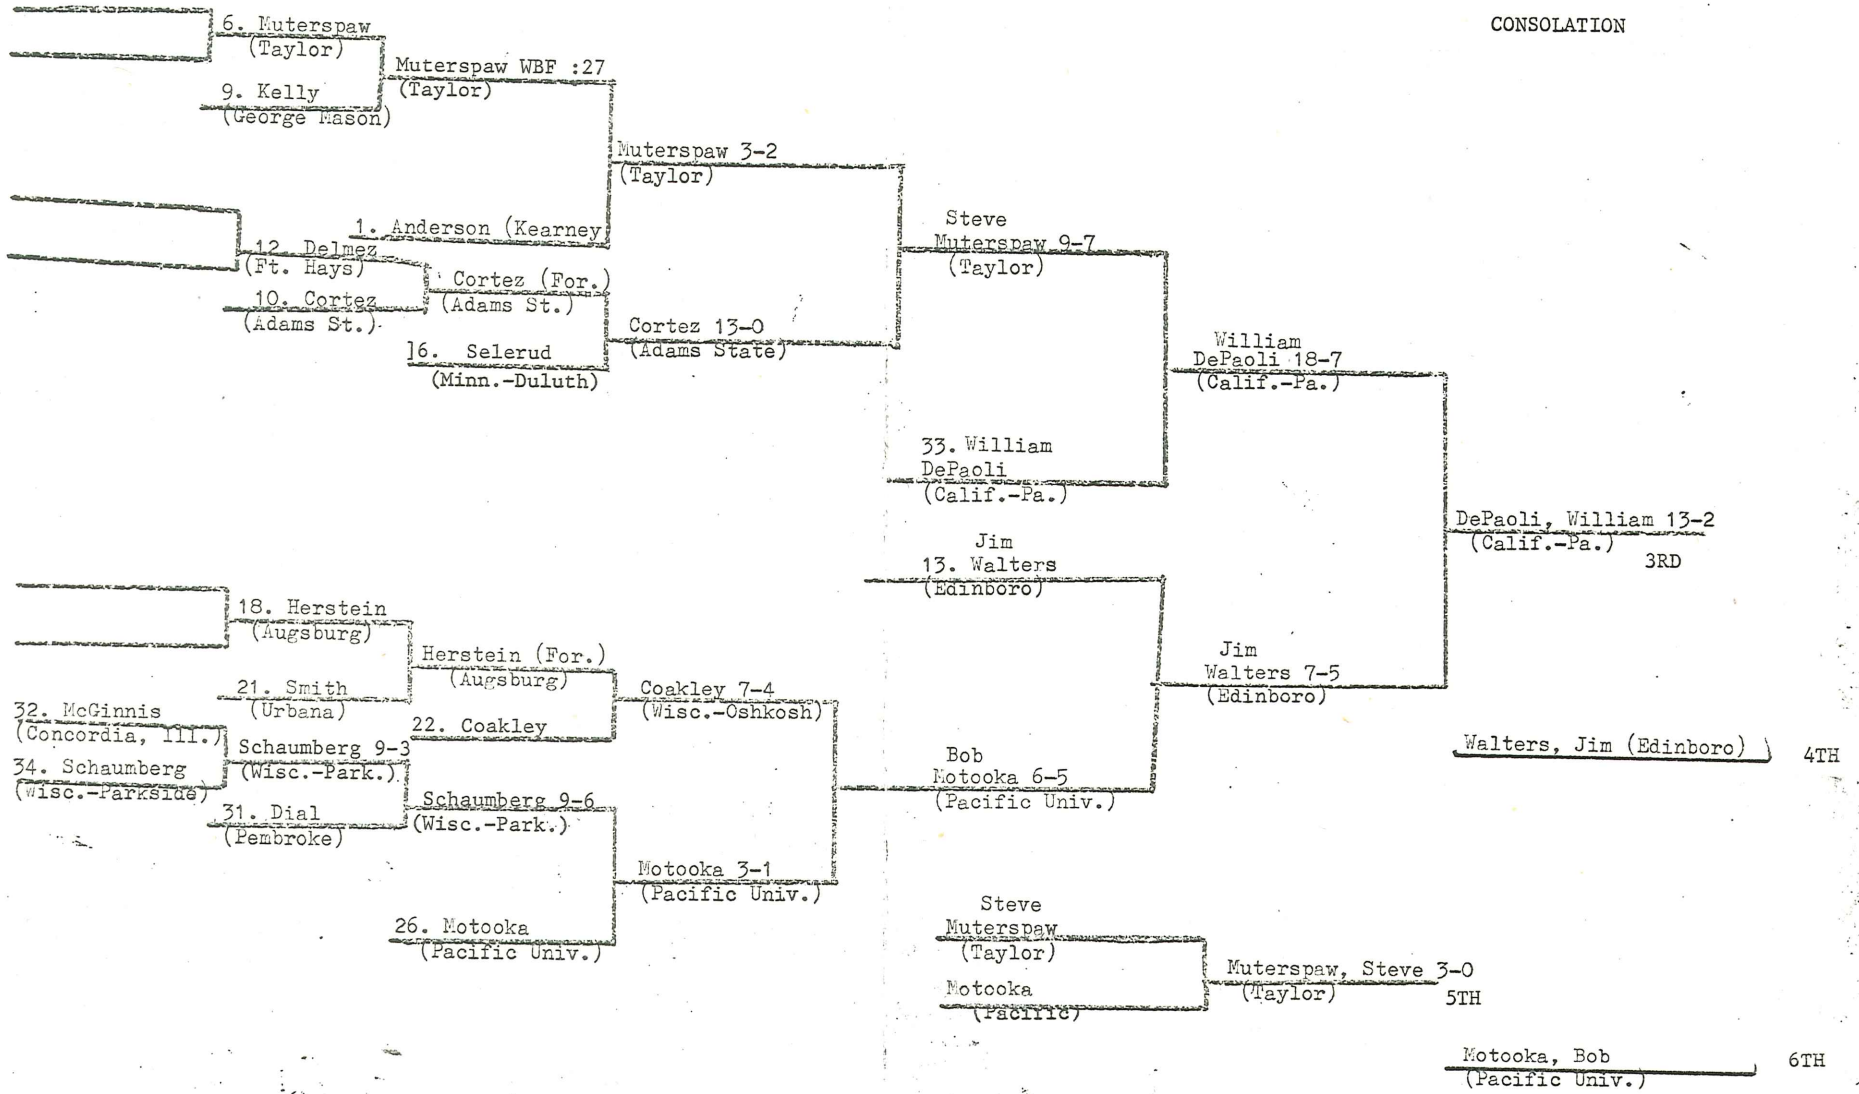 CONSOLATION
6. Muterspaw
(Taylor)
9. Kelly
(George Mason)
Muterspaw WBF :27
(Taylor)
1. Anderson (Kearney
Muterspaw 3-2
(Taylor)
12. Delmez
(Ft. Hays)
10. Cortez
(Adams St.)
Cortez (For.)
(Adams St.)
16. Selerud
(Minn.-Duluth)
Cortez 13-0
(Adams State)
Steve
Muterspaw 9-7
(Taylor)
33. William
DePaoli
(Calif.-Pa.)
William
DePaoli 18-7
(Calif.-Pa.)
18. Herstein
(Augsburg)
21. Smith
(Urbana)
Herstein (For.)
(Augsburg)
22. Coakley
Coakley 7-4
(Wisc.-Oshkosh)
32. McGinnis
(Concordia, Ill.)
34. Schaumberg
(Wisc.-Parkside)
Schaumberg 9-3
(Wisc.-Park.)
31. Dial
(Pembroke)
Schaumberg 9-6
(Wisc.-Park.)
26. Motooka
(Pacific Univ.)
Motooka 3-1
(Pacific Univ.)
Jim
13. Walters
(Edinboro)
Bob
Motooka 6-5
(Pacific Univ.)
Jim
Walters 7-5
(Edinboro)
DePaoli, William 13-2
(Calif.-Pa.)
3RD
Walters, Jim (Edinboro)
4TH
Steve
Muterspaw
(Taylor)
Motooka
(Pacific)
Muterspaw, Steve 3-0
(Taylor)
5TH
Motooka, Bob
(Pacific Univ.)
6TH